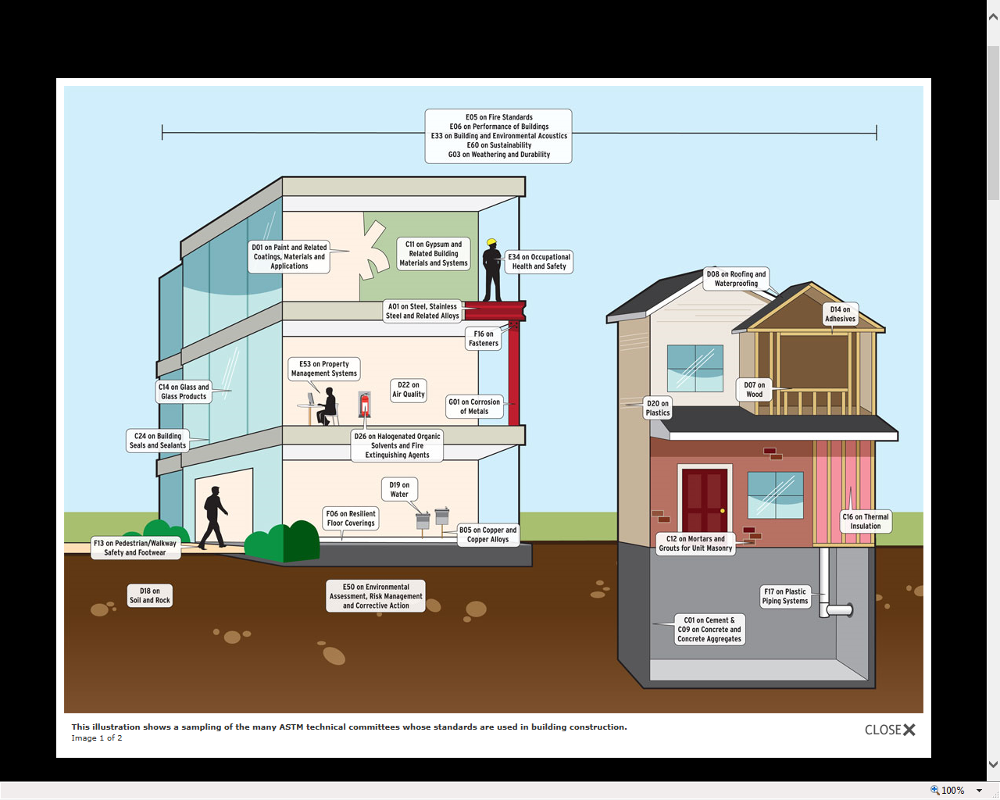 E05 on Fire Standards
E06 on Performance of Buildings
E33 on Building and Environmental Acoustics
E60 on Sustainability
G03 on Weathering and Durability
D01 on Paint and Related
Coatings, Materials and
Applications
C11 on Gypsum and
Related Building
Materials and Systems
E34 on Occupational
Health and Safety
D08 on Roofing and
Waterproofing
A01 on Steel, Stainless
Steel and Related Alloys
D14 on
Adhesives
F16 on
Fasteners
E53 on Property
Management Systems
C14 on Glass and
Glass Products
D22 on
Air Quality
G01 on Corrosion
of Metals
D07 on
Wood
D20 on
Plastics
C24 on Building
Seals and Sealants
D26 on Halogenated Organic
Solvents and Fire
Extinguishing Agents
D19 on
Water
F06 on Resilient
Floor Coverings
B05 on Copper and
Copper Alloys
C16 on Thermal
Insulation
F13 on Pedestrian/Walkway
Safety and Footwear
C12 on Mortars and
Grouts for Unit Masonry
D18 on
Soil and Rock
E50 on Environmental
Assessment, Risk Management
and Corrective Action
F17 on Plastic
Piping Systems
C01 on Cement &
C09 on Concrete and
Concrete Aggregates
This illustration shows a sampling of the many ASTM technical committees whose standards are used in building construction.
Image 1 of 2
CLOSE
100%